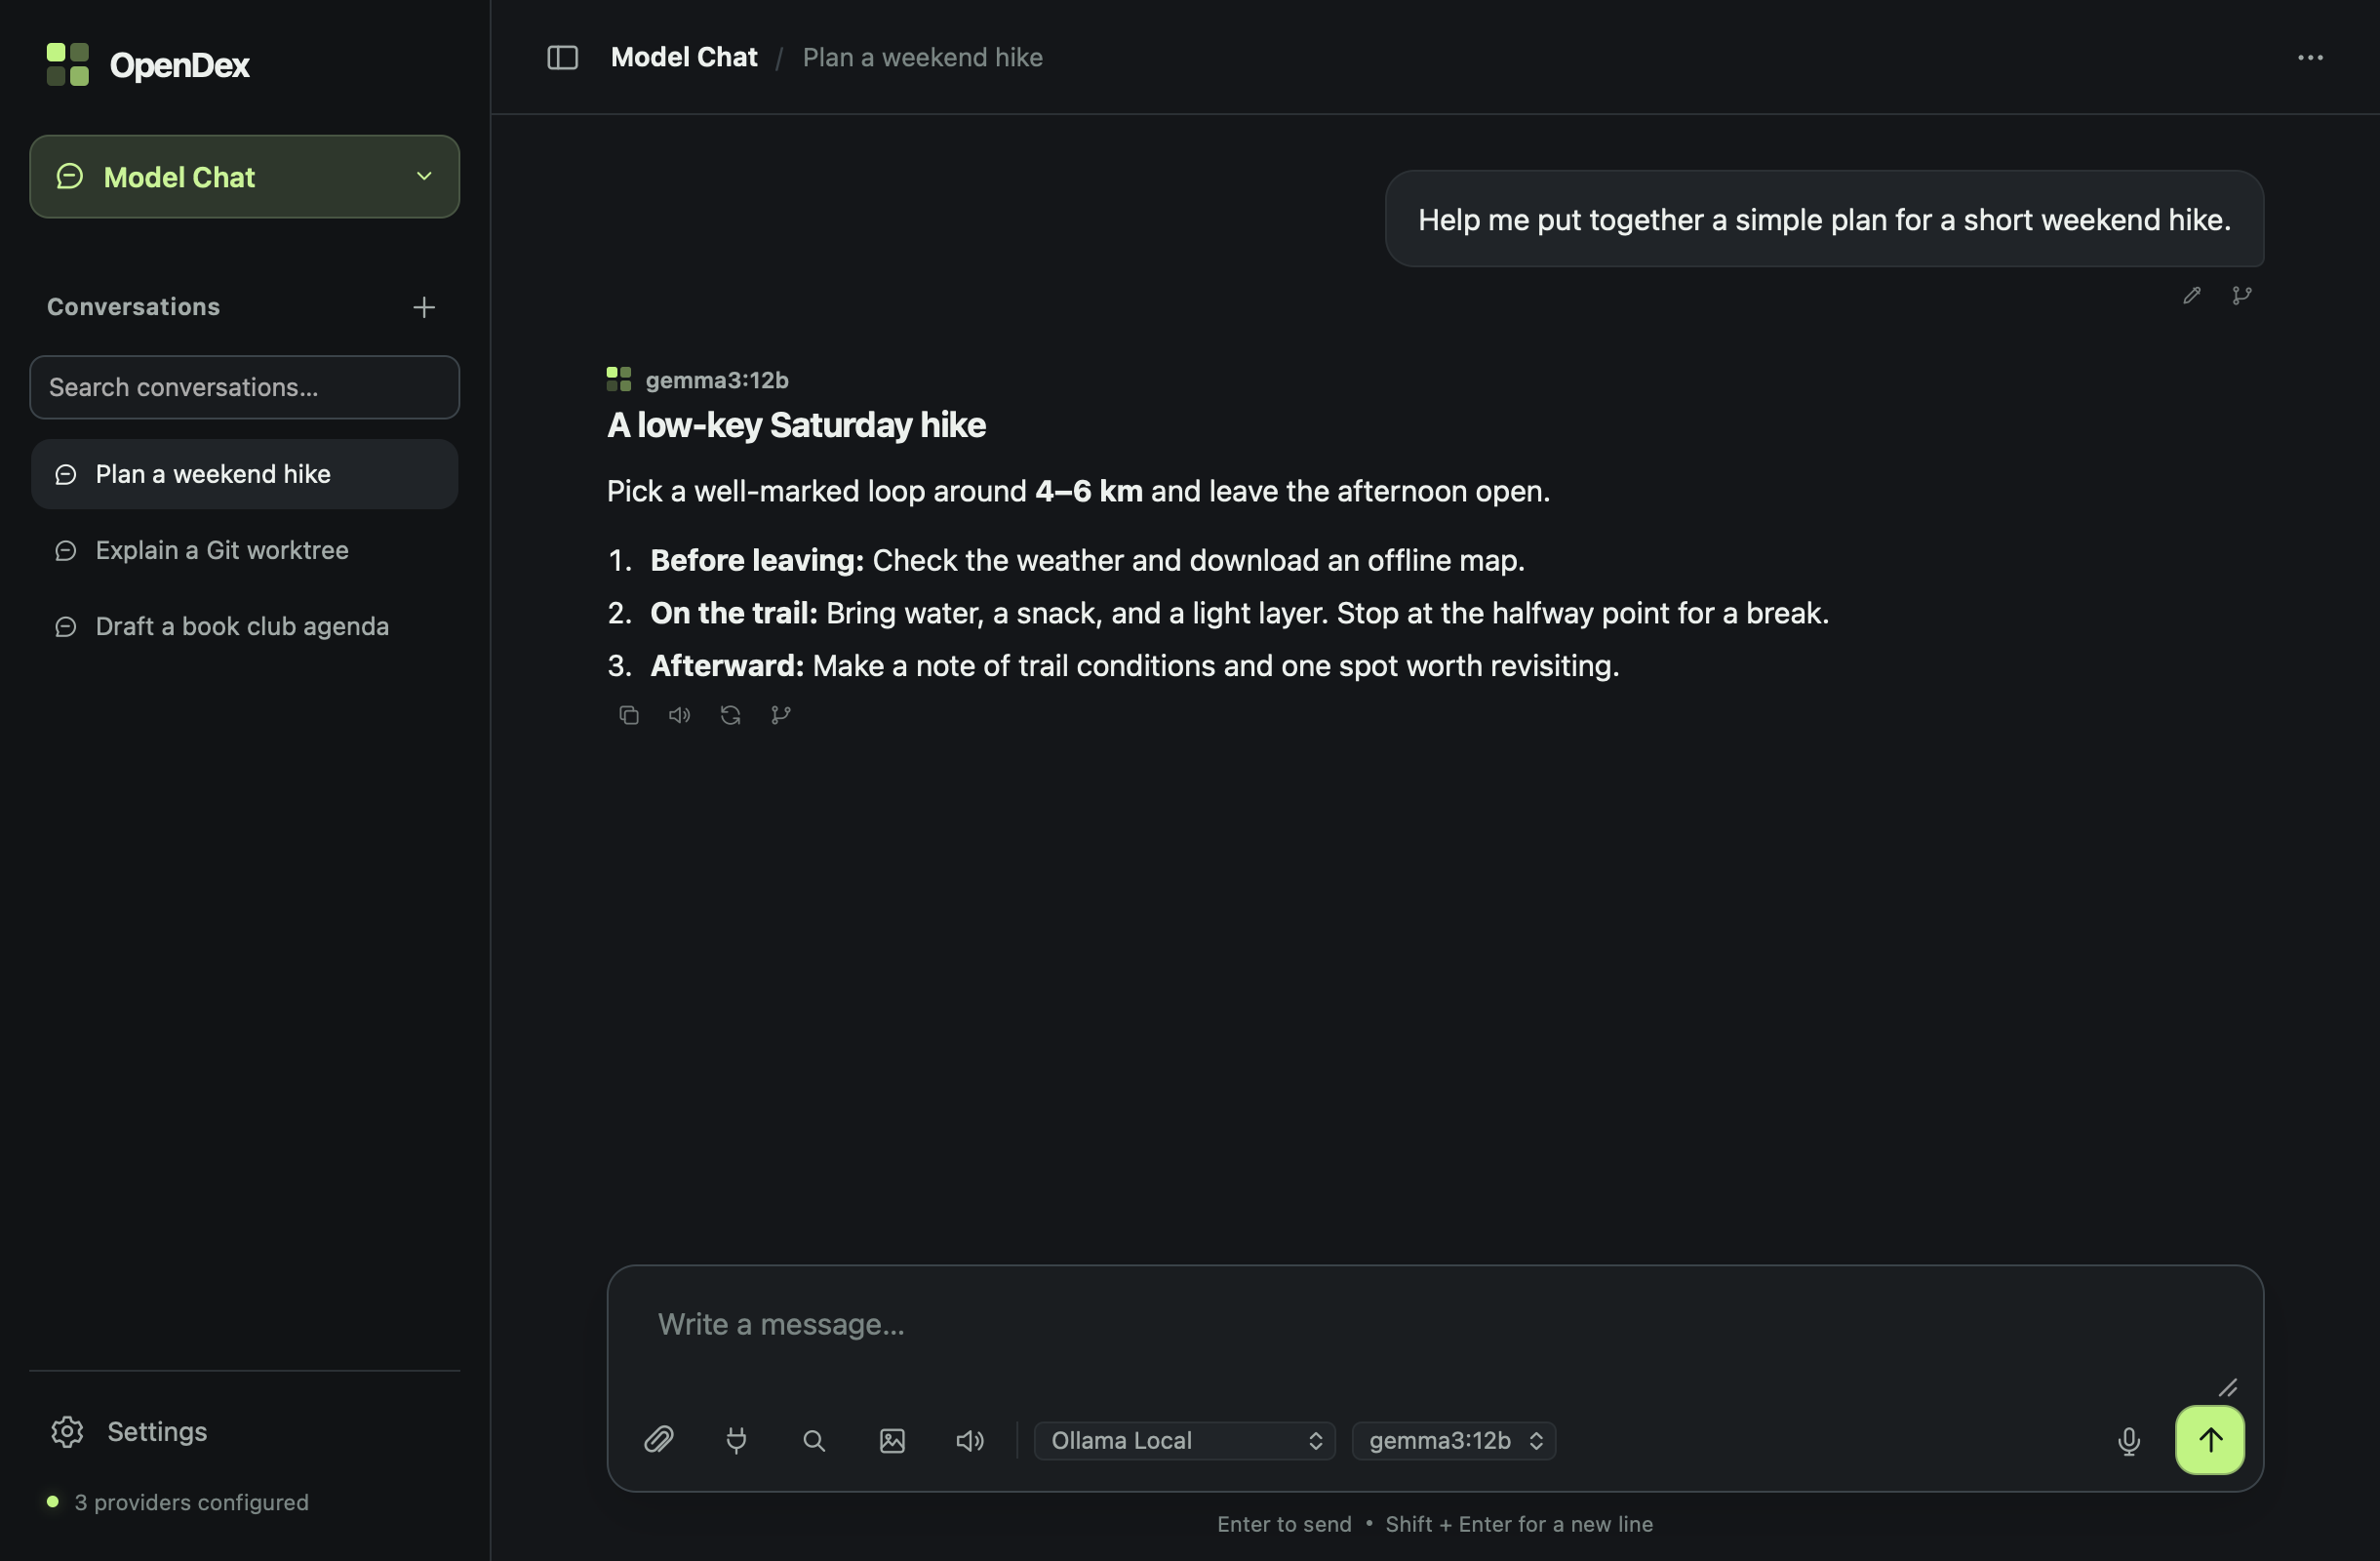 OpenDex
Model Chat
Conversations
Search conversations...
Plan a weekend hike
Explain a Git worktree
Draft a book club agenda
Settings
3 providers configured
Model Chat / Plan a weekend hike
Help me put together a simple plan for a short weekend hike.
gemma3:12b
A low-key Saturday hike
Pick a well-marked loop around 4–6 km and leave the afternoon open.
1. Before leaving: Check the weather and download an offline map.
2. On the trail: Bring water, a snack, and a light layer. Stop at the halfway point for a break.
3. Afterward: Make a note of trail conditions and one spot worth revisiting.
Write a message...
Ollama Local gemma3:12b
Enter to send • Shift + Enter for a new line